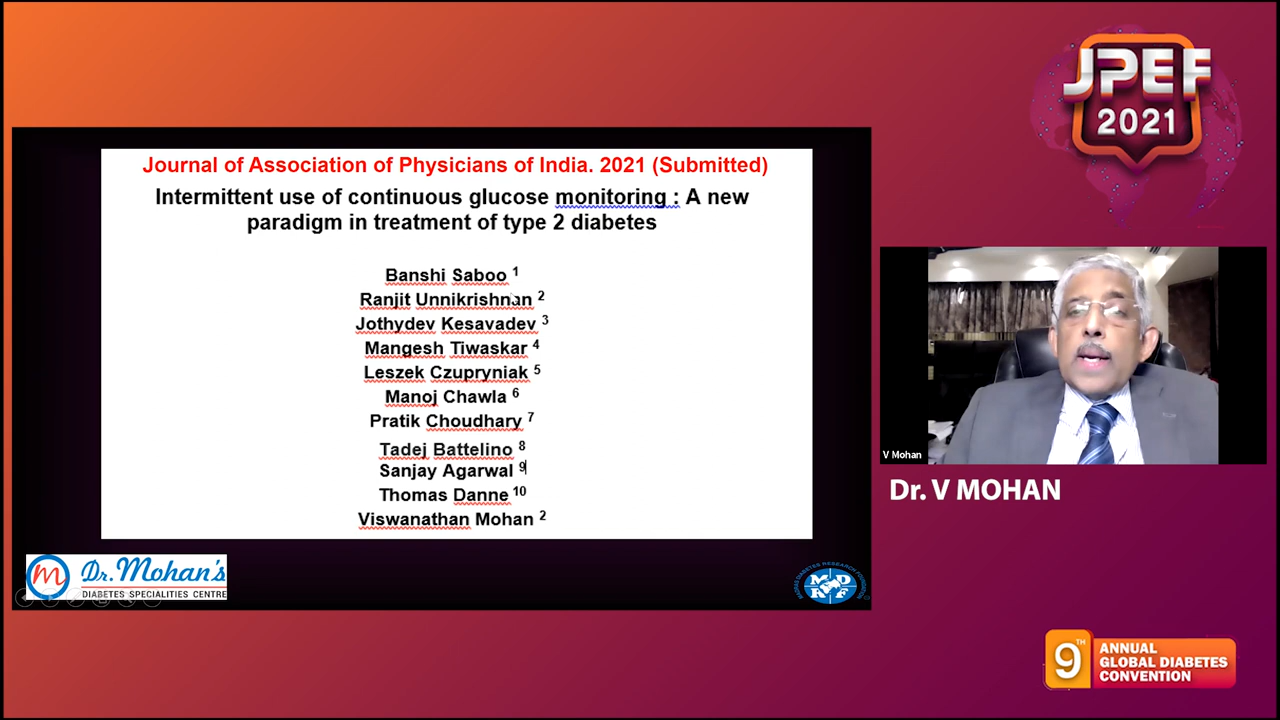 JPEF
2021
Journal of Association of Physicians of India. 2021 (Submitted)
Intermittent use of continuous glucose monitoring : A new
paradigm in treatment of type 2 diabetes
Banshi Saboo 1
Ranjit Unnikrishnan 2
Jothydev Kesavadev 3
Mangesh Tiwaskar 4
Leszek Czupryniak 5
Manoj Chawla 6
Pratik Choudhary 7
Tadej Battelino 8
Sanjay Agarwal 9
Thomas Danne 10
Viswanathan Mohan 2
m Dr. Mohan's
DIABETES SPECIALITIES CENTRE
MDRF
V Mohan
Dr. V MOHAN
9TH
ANNUAL
GLOBAL DIABETES
CONVENTION